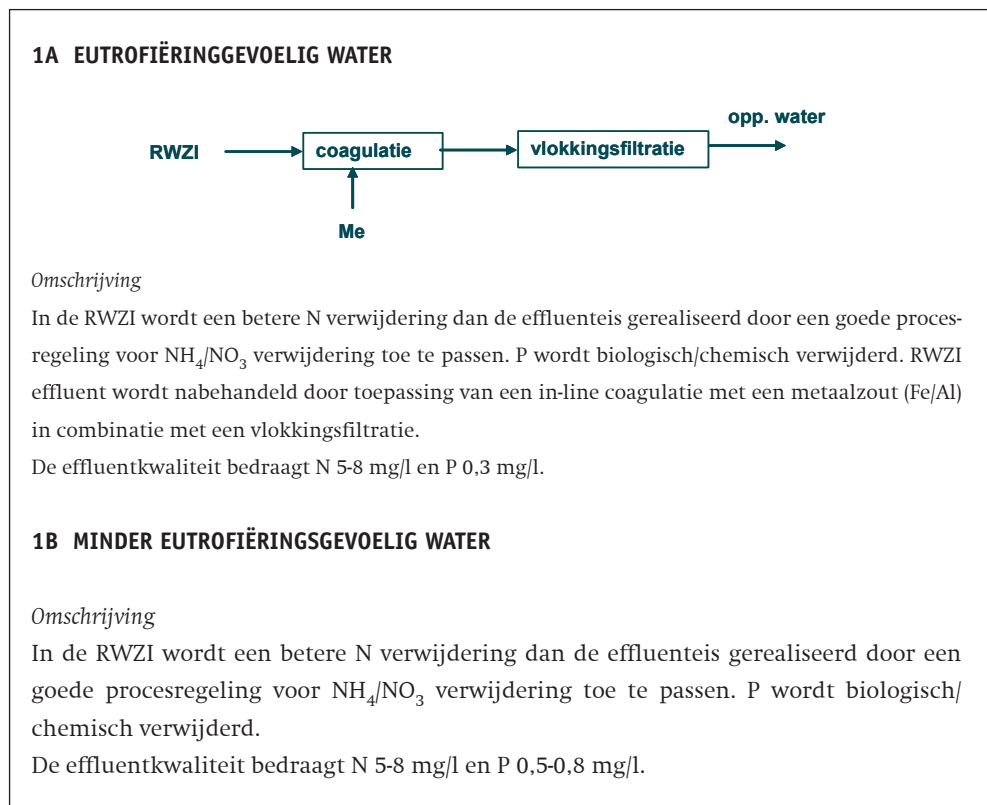 1A EUTROFIËRINGGEVOELIG WATER
opp. water
RWZI
coagulatie
vlokkingsfiltratie
Me
Omschrijving
In de RWZI wordt een betere N verwijdering dan de effluenteis gerealiseerd door een goede proces-
regeling voor NH4/NO3 verwijdering toe te passen. P wordt biologisch/chemisch verwijderd. RWZI
effluent wordt nabehandeld door toepassing van een in-line coagulatie met een metaalzout (Fe/Al)
in combinatie met een vlokkingsfiltratie.
De effluentkwaliteit bedraagt N 5-8 mg/l en P 0,3 mg/l.
1B MINDER EUTROFIËRINGSGEVOELIG WATER
Omschrijving
In de RWZI wordt een betere N verwijdering dan de effluenteis gerealiseerd door een
goede procesregeling voor NH4/NO3 verwijdering toe te passen. P wordt biologisch/
chemisch verwijderd.
De effluentkwaliteit bedraagt N 5-8 mg/l en P 0,5-0,8 mg/l.